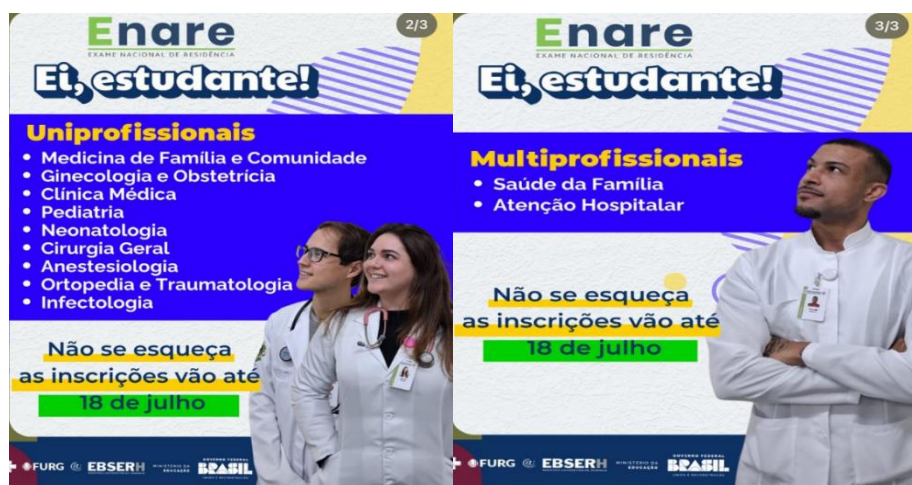 Enare
EXAME NACIONAL DE RESIDÊNCIA
2/3
Ei, estudante!
Uniprofissionais
• Medicina de Família e Comunidade
• Ginecologia e Obstetrícia
• Clínica Médica
• Pediatria
• Neonatologia
• Cirurgia Geral
• Anestesiologia
• Ortopedia e Traumatologia
• Infectologia
Não se esqueça
as inscrições vão até
18 de julho
FURG
EBSERH
MINISTÉRIO DA
EDUCAÇÃO
GOVERNO FEDERAL
BRASIL
UNIÃO E RECONSTRUÇÃO
Enare
EXAME NACIONAL DE RESIDÊNCIA
3/3
Ei, estudante!
Multiprofissionais
• Saúde da Família
• Atenção Hospitalar
Não se esqueça
as inscrições vão até
18 de julho
FURG
EBSERH
MINISTÉRIO DA
EDUCAÇÃO
GOVERNO FEDERAL
BRASIL
UNIÃO E RECONSTRUÇÃO